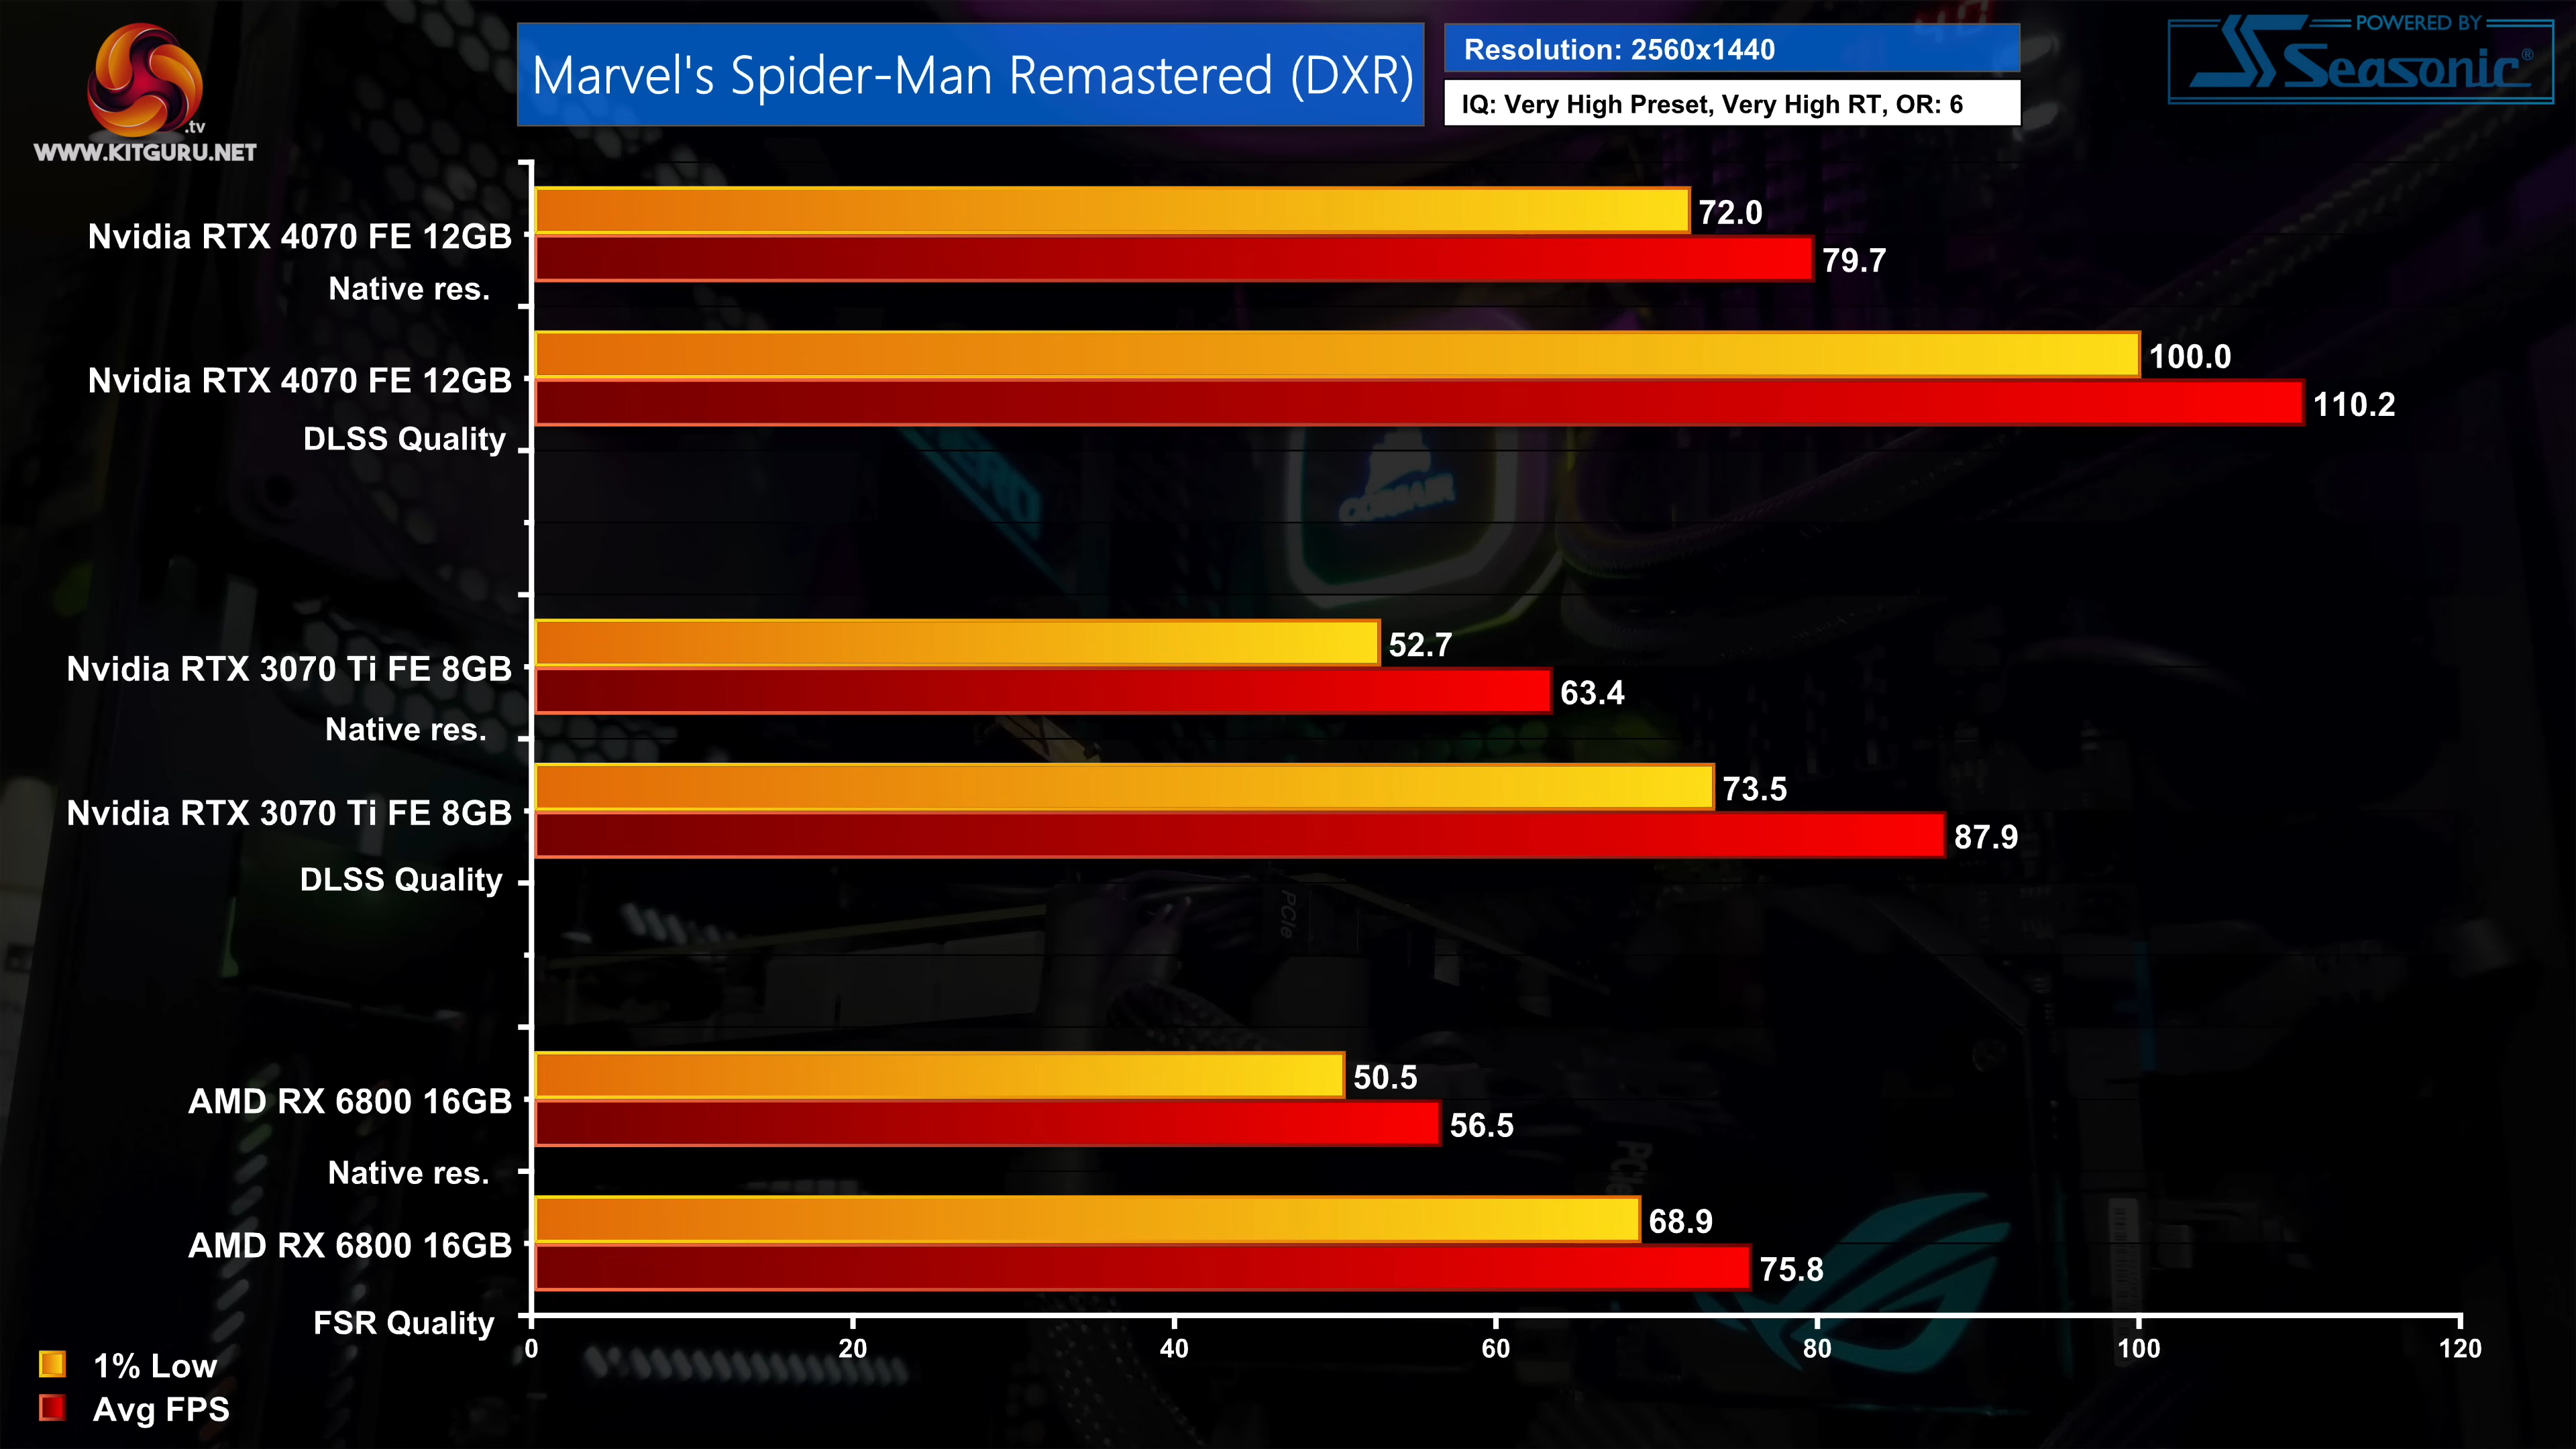 .tv
WWW.KITGURU.NET
Marvel's Spider-Man Remastered (DXR)
Resolution: 2560x1440
IQ: Very High Preset, Very High RT, OR: 6
POWERED BY
Seasonic®
Nvidia RTX 4070 FE 12GB
Native res.
72.0
79.7
Nvidia RTX 4070 FE 12GB
DLSS Quality
100.0
110.2
CORSAIR
Nvidia RTX 3070 Ti FE 8GB
Native res.
52.7
63.4
Nvidia RTX 3070 Ti FE 8GB
DLSS Quality
73.5
87.9
PCIe
AMD RX 6800 16GB
Native res.
50.5
56.5
PCIe
AMD RX 6800 16GB
FSR Quality
68.9
75.8
0 20 40 60 80 100 120
1% Low
Avg FPS